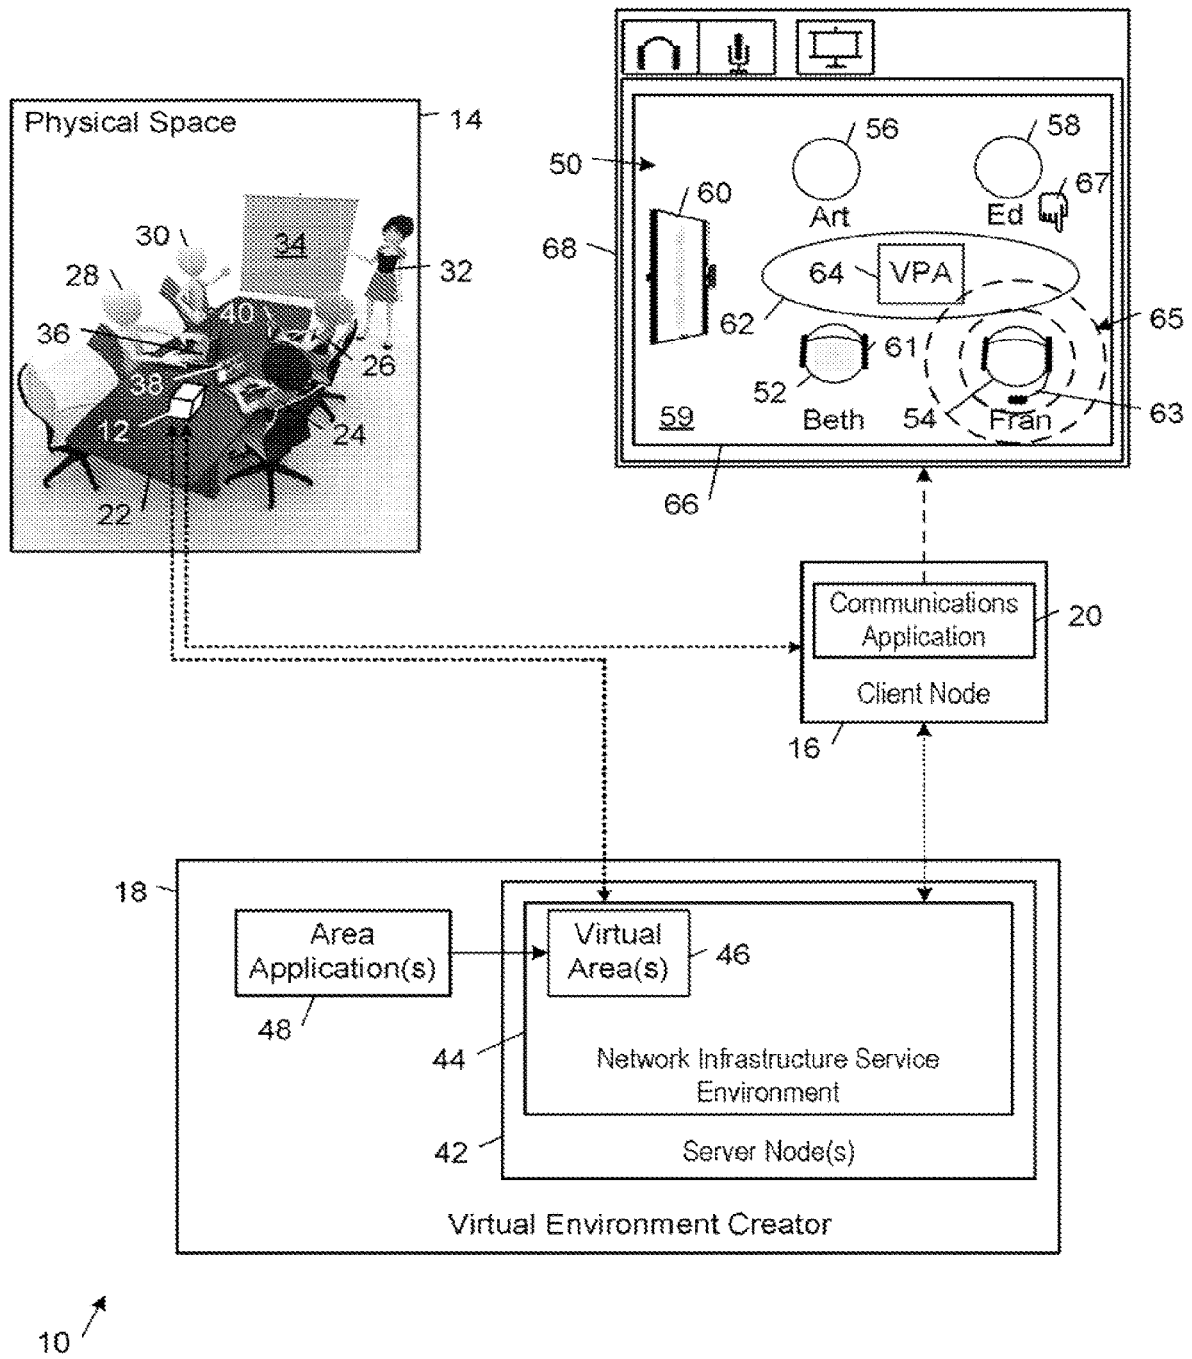 Physical Space
14
30
34
28
32
36
40
26
38
12
24
22
56
58
50
60
67
Art
Ed
68
64
VPA
62
65
61
52
54
63
59
Beth
Fran
66
Communications
Application
20
Client Node
16
18
Area
Application(s)
48
Virtual
Area(s)
46
44
Network Infrastructure Service
Environment
42
Server Node(s)
Virtual Environment Creator
10